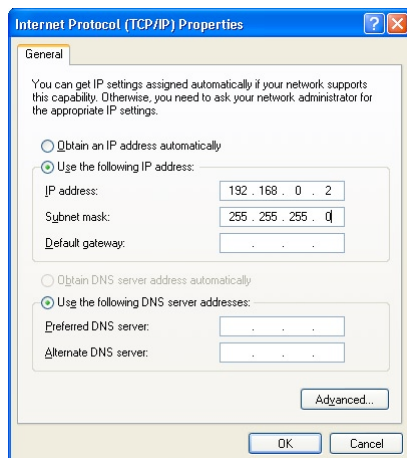 Internet Protocol (TCP/IP) Properties
General
You can get IP settings assigned automatically if your network supports
this capability. Otherwise, you need to ask your network administrator for
the appropriate IP settings.
Obtain an IP address automatically
Use the following IP address:
IP address: 192 . 168 . 0 . 2
Subnet mask: 255 . 255 . 255 . 0
Default gateway: . . .
Obtain DNS server address automatically
Use the following DNS server addresses:
Preferred DNS server: . . .
Alternate DNS server: . . .
Advanced...
OK Cancel